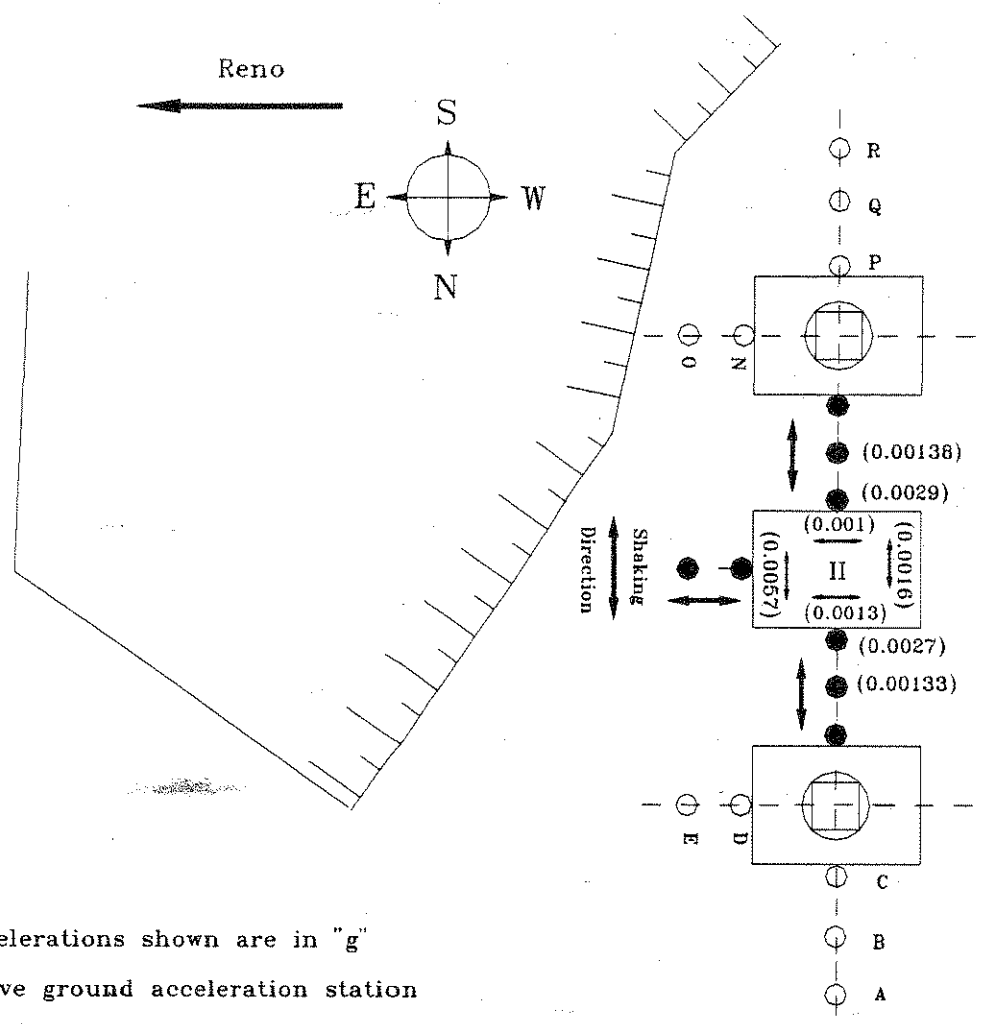 Reno
S
E
W
N
R
Q
P
O
N
(0.00138)
(0.0029)
Shaking
Direction
(0.001)
(0.0057)
II
(0.0016)
(0.0013)
(0.0027)
(0.00133)
E
D
C
B
A
elerations shown are in "g"
ve ground acceleration station